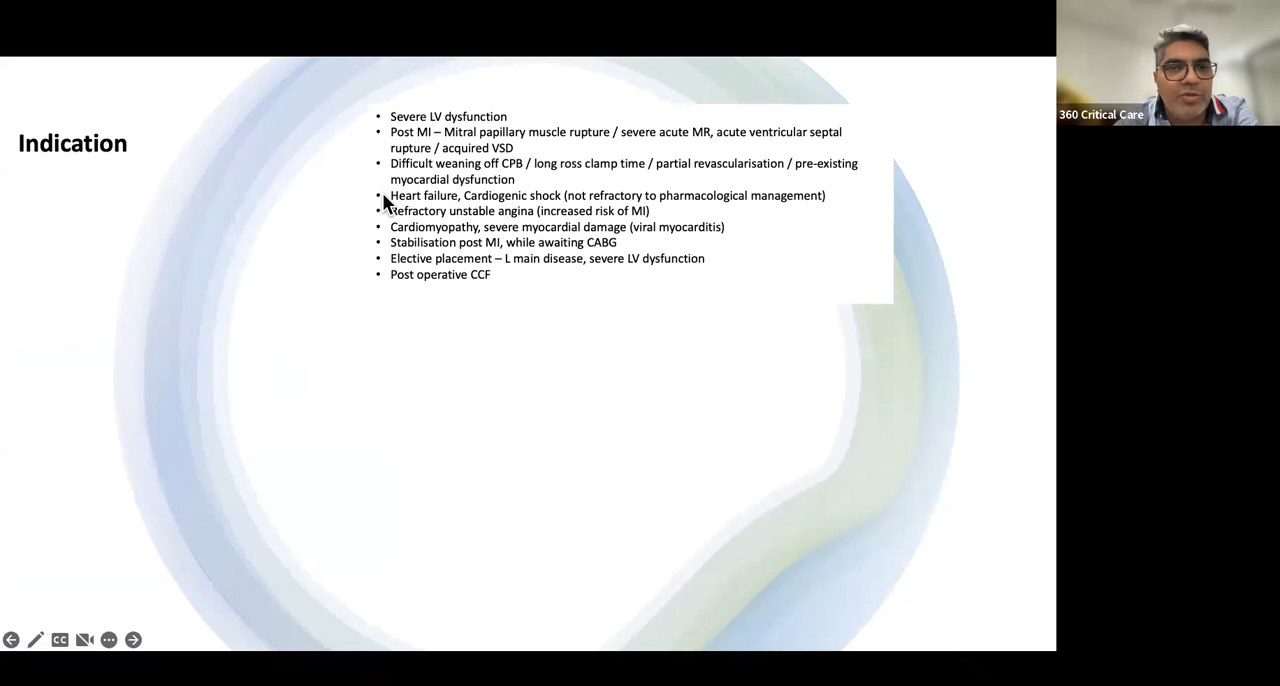 Indication
• Severe LV dysfunction
• Post MI – Mitral papillary muscle rupture / severe acute MR, acute ventricular septal
rupture / acquired VSD
• Difficult weaning off CPB / long ross clamp time / partial revascularisation / pre-existing
myocardial dysfunction
• Heart failure, Cardiogenic shock (not refractory to pharmacological management)
• Refractory unstable angina (increased risk of MI)
• Cardiomyopathy, severe myocardial damage (viral myocarditis)
• Stabilisation post MI, while awaiting CABG
• Elective placement – L main disease, severe LV dysfunction
• Post operative CCF
360 Critical Care
CC